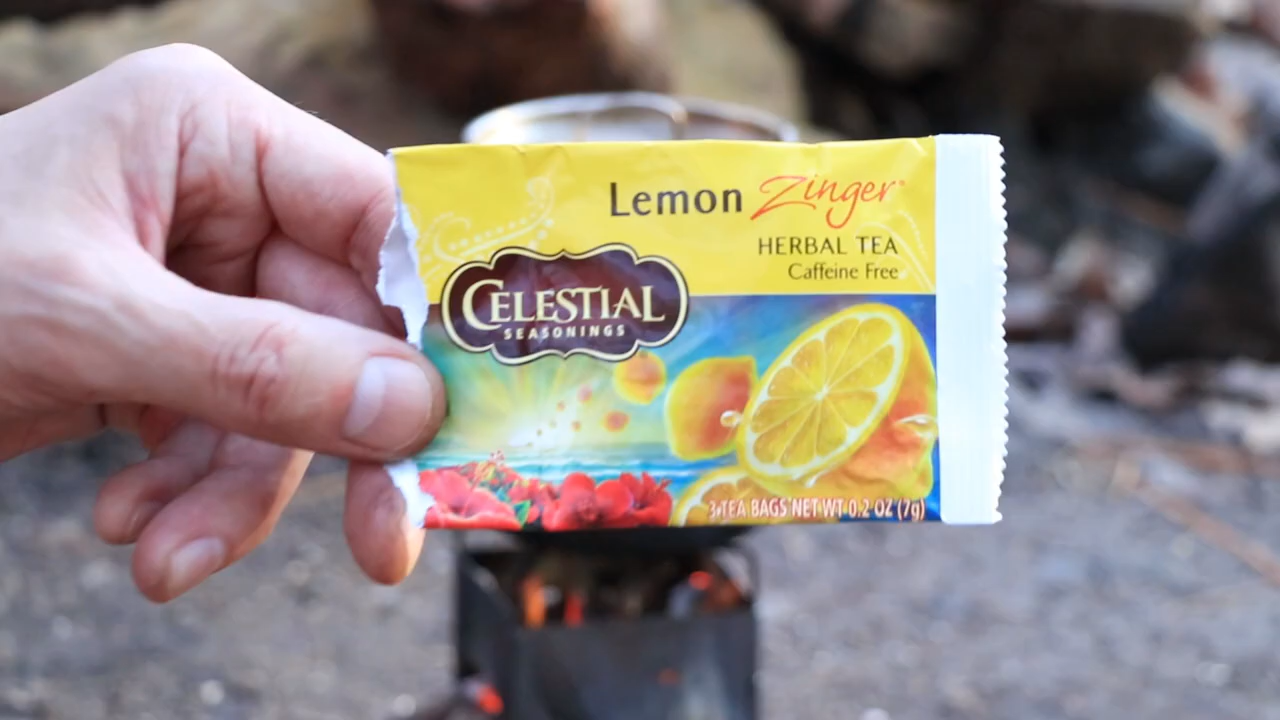 Lemon Zinger®
HERBAL TEA
Caffeine Free
CELESTIAL
SEASONINGS
3 TEA BAGS NET WT 0.2 OZ (7g)